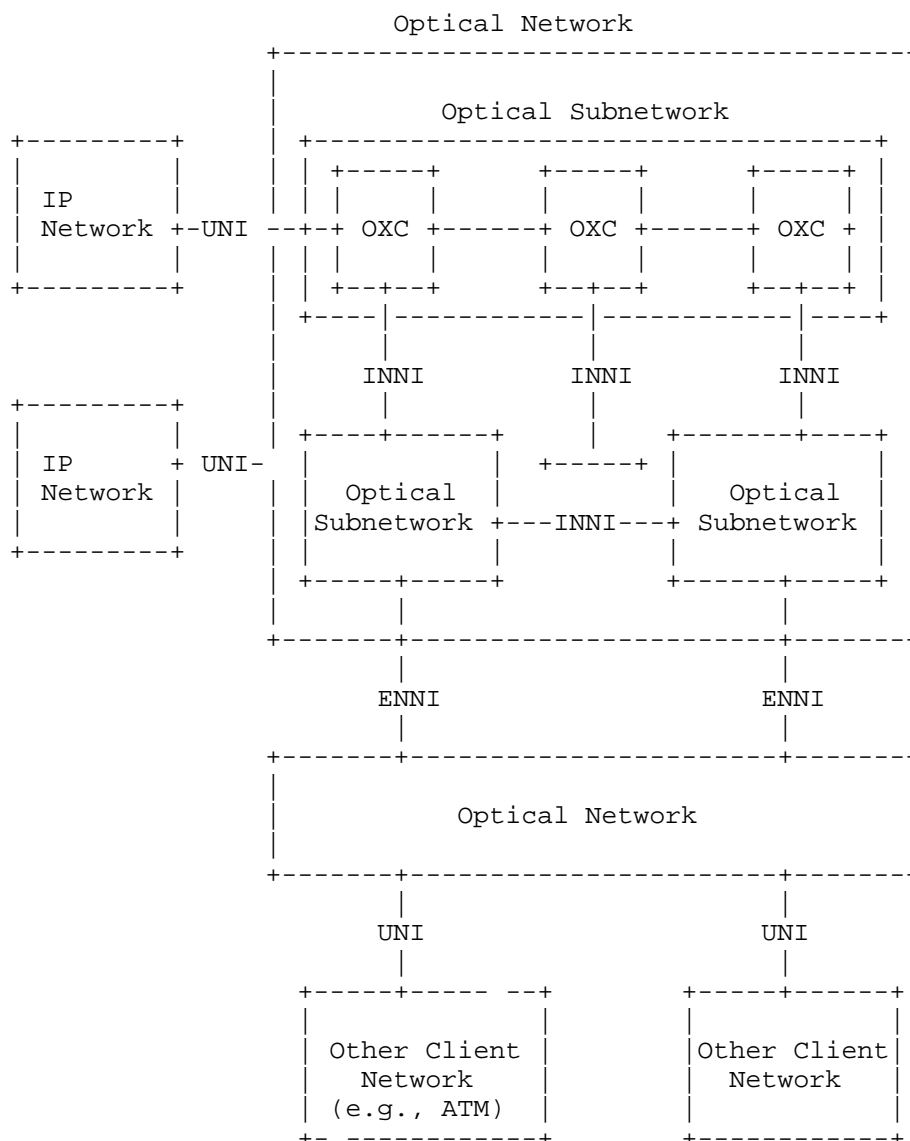 Optical Network
Optical Subnetwork
IP
Network
UNI
OXC
OXC
OXC
INNI
INNI
INNI
IP
Network
UNI
Optical
Subnetwork
INNI
Optical
Subnetwork
ENNI
ENNI
Optical Network
UNI
UNI
Other Client
Network
(e.g., ATM)
Other Client
Network